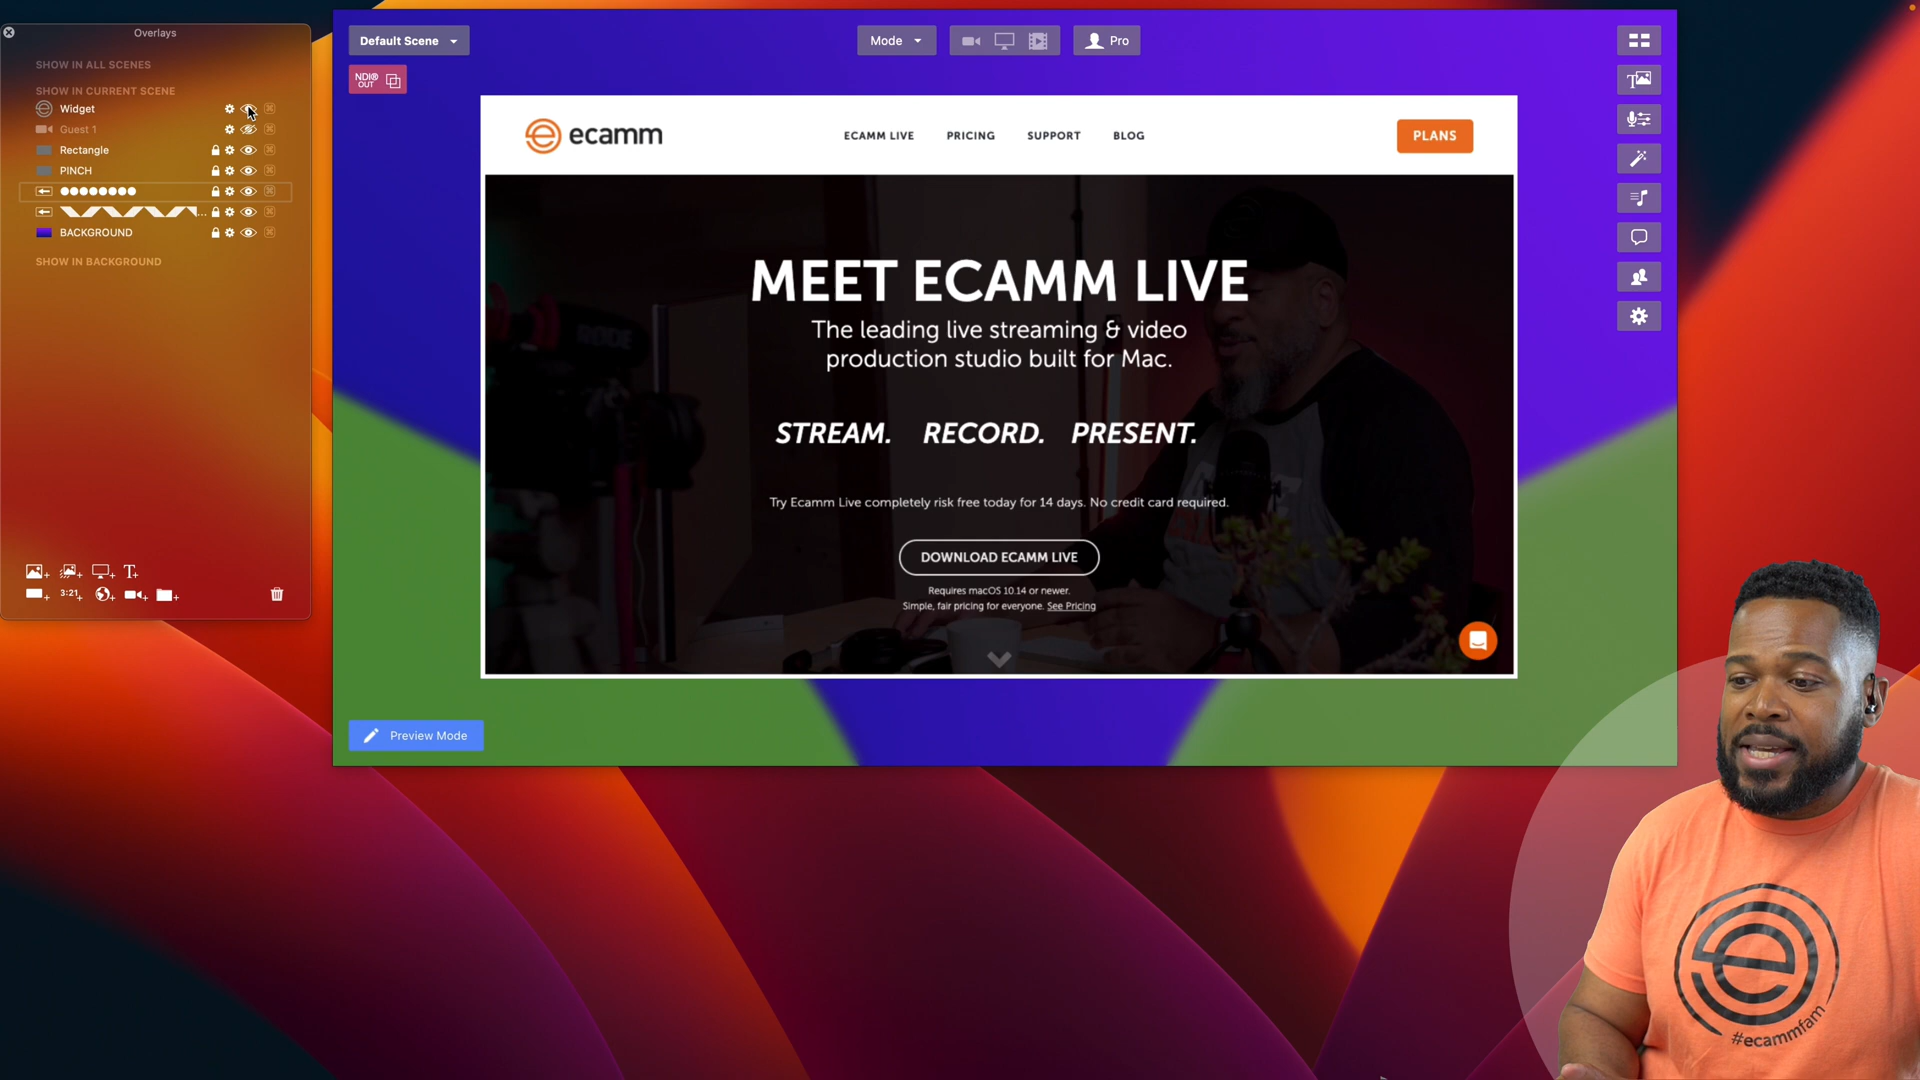 Overlays
SHOW IN ALL SCENES
SHOW IN CURRENT SCENE
Widget
Guest 1
Rectangle
PINCH
...
BACKGROUND
SHOW IN BACKGROUND
T+
3:21+
Default Scene
NDI® OUT
Mode
Pro
ecamm
ECAMM LIVE
PRICING
SUPPORT
BLOG
PLANS
MEET ECAMM LIVE
The leading live streaming & video
production studio built for Mac.
STREAM. RECORD. PRESENT.
Try Ecamm Live completely risk free today for 14 days. No credit card required.
DOWNLOAD ECAMM LIVE
Requires macOS 10.14 or newer.
Simple, fair pricing for everyone. See Pricing
RØDE
Preview Mode
#ecammfam